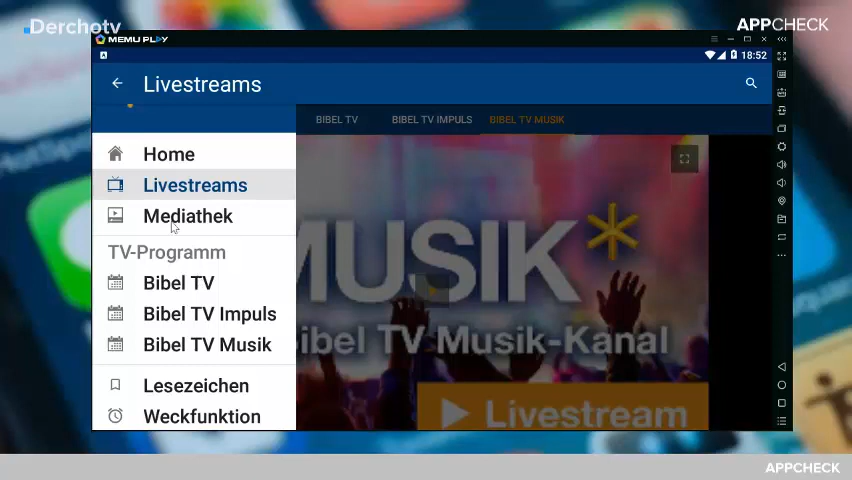 Derchotv
APPCHECK
MEMU PLAY
18:52
Livestreams
BIBEL TV
BIBEL TV IMPULS
BIBEL TV MUSIK
Home
Livestreams
Mediathek
TV-Programm
Bibel TV
Bibel TV Impuls
Bibel TV Musik
Lesezeichen
Weckfunktion
MUSIK
Bibel TV Musik-Kanal
Livestream
APPCHECK